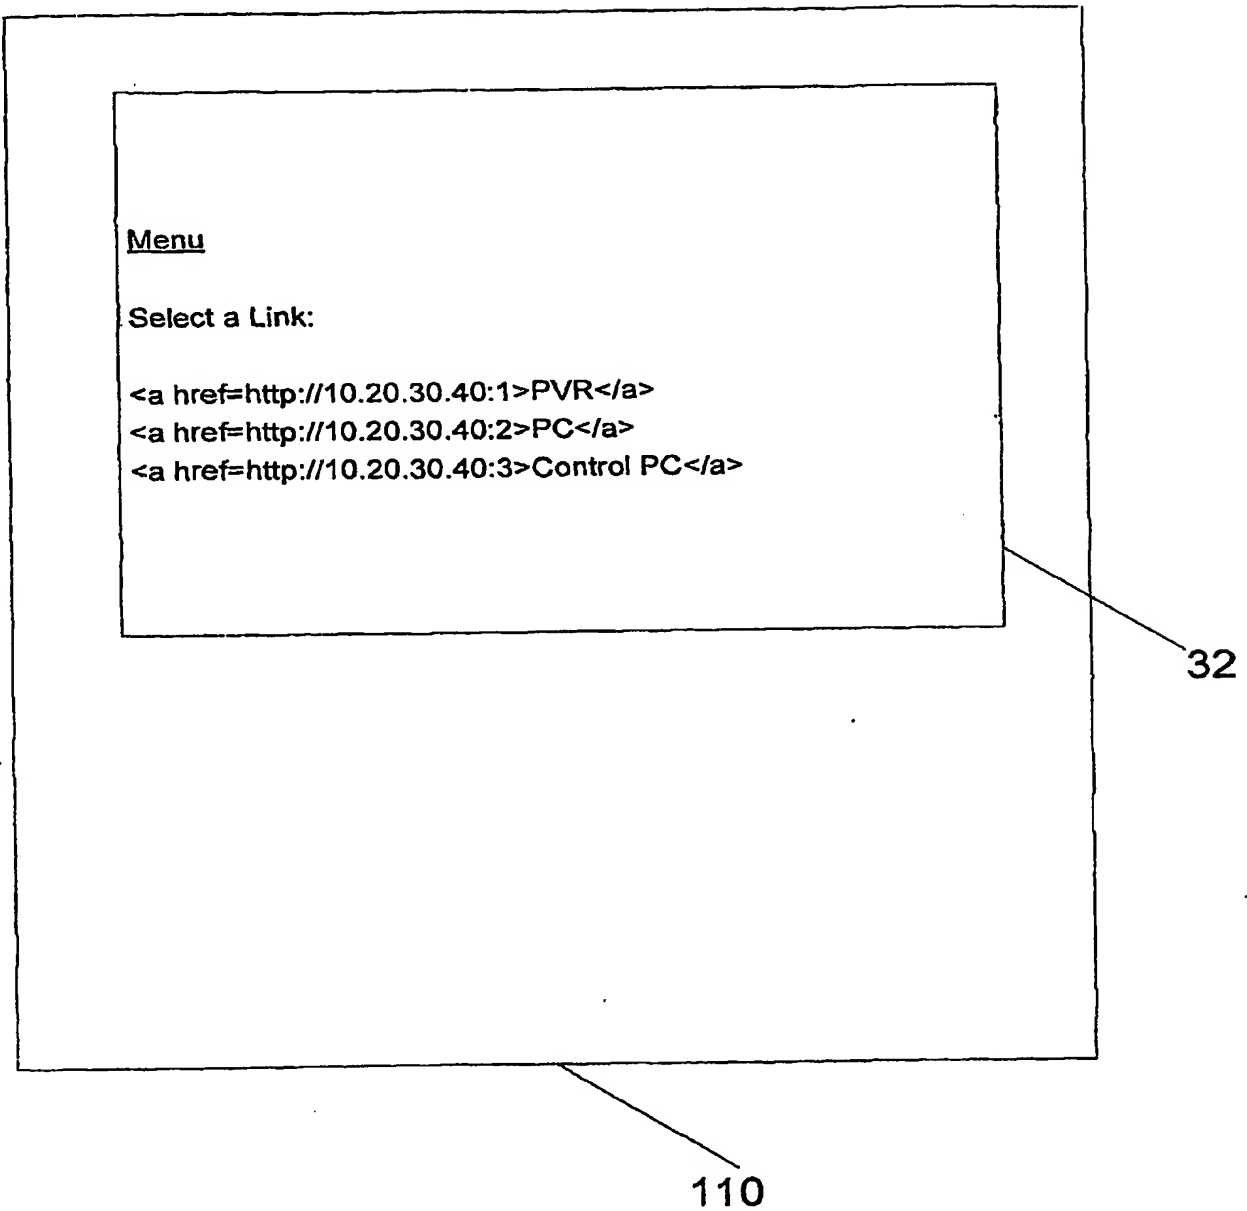 Menu
Select a Link:
<a href=http://10.20.30.40:1>PVR</a>
<a href=http://10.20.30.40:2>PC</a>
<a href=http://10.20.30.40:3>Control PC</a>
32
110